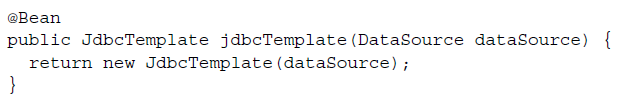 @Bean
public JdbcTemplate jdbcTemplate(DataSource dataSource) {
  return new JdbcTemplate(dataSource);
}